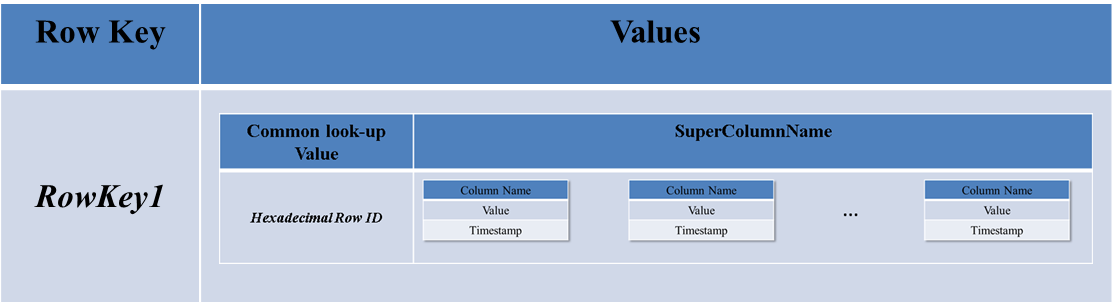 Row Key
Values
RowKey1
Common look-up
Value
SuperColumnName
Hexadecimal Row ID
Column Name
Value
Timestamp
Column Name
Value
Timestamp
...
Column Name
Value
Timestamp